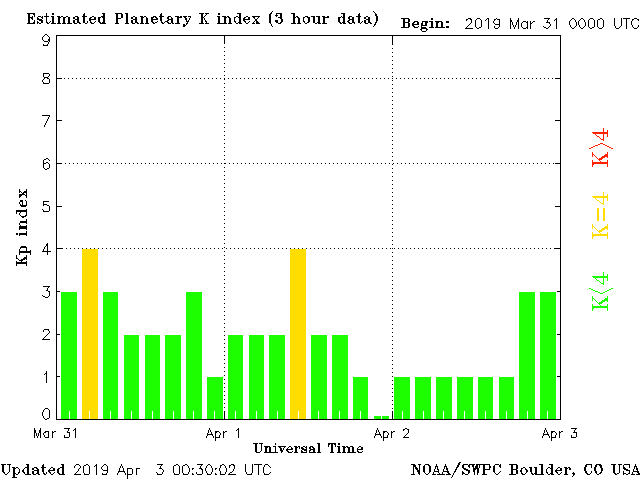 Estimated Planetary K index (3 hour data) Begin: 2019 Mar 31 0000 UTC
9
8
7
6
5
4
3
2
1
0
Kp index
K>4
K=4
K<4
Mar 31 Apr 1 Apr 2 Apr 3
Universal Time
Updated 2019 Apr 3 00:30:02 UTC NOAA/SWPC Boulder, CO USA